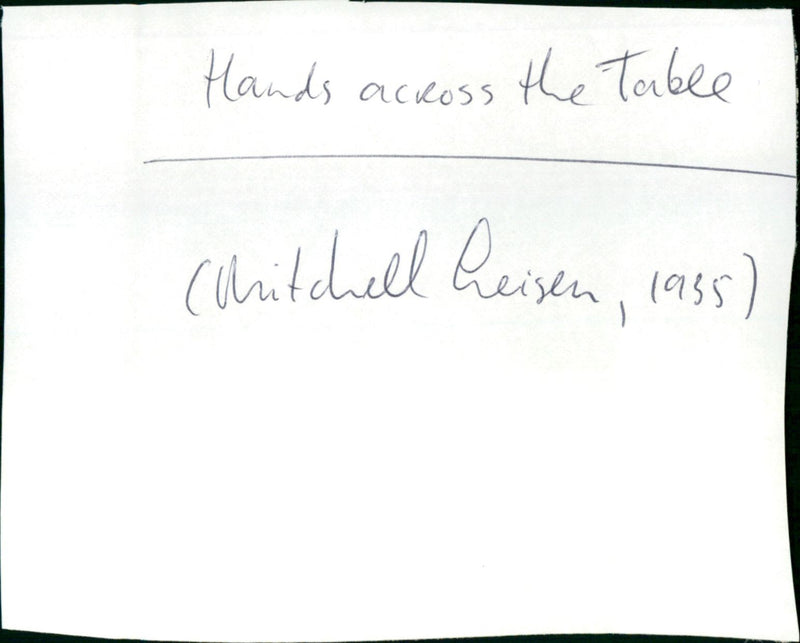 Hands across the Table
(Mitchell Leisen, 1935)